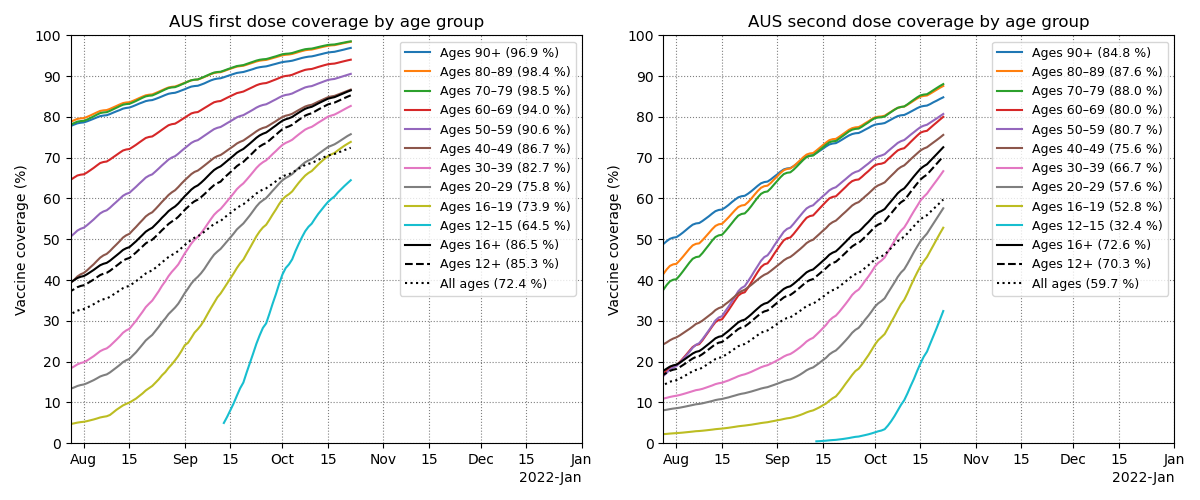 AUS first dose coverage by age group
Vaccine coverage (%)
100
90
80
70
60
50
40
30
20
10
0
Ages 90+ (96.9 %)
Ages 80–89 (98.4 %)
Ages 70–79 (98.5 %)
Ages 60–69 (94.0 %)
Ages 50–59 (90.6 %)
Ages 40–49 (86.7 %)
Ages 30–39 (82.7 %)
Ages 20–29 (75.8 %)
Ages 16–19 (73.9 %)
Ages 12–15 (64.5 %)
Ages 16+ (86.5 %)
Ages 12+ (85.3 %)
All ages (72.4 %)
Aug 15 Sep 15 Oct 15 Nov 15 Dec 15 Jan
2022-Jan
AUS second dose coverage by age group
Vaccine coverage (%)
100
90
80
70
60
50
40
30
20
10
0
Ages 90+ (84.8 %)
Ages 80–89 (87.6 %)
Ages 70–79 (88.0 %)
Ages 60–69 (80.0 %)
Ages 50–59 (80.7 %)
Ages 40–49 (75.6 %)
Ages 30–39 (66.7 %)
Ages 20–29 (57.6 %)
Ages 16–19 (52.8 %)
Ages 12–15 (32.4 %)
Ages 16+ (72.6 %)
Ages 12+ (70.3 %)
All ages (59.7 %)
Aug 15 Sep 15 Oct 15 Nov 15 Dec 15 Jan
2022-Jan